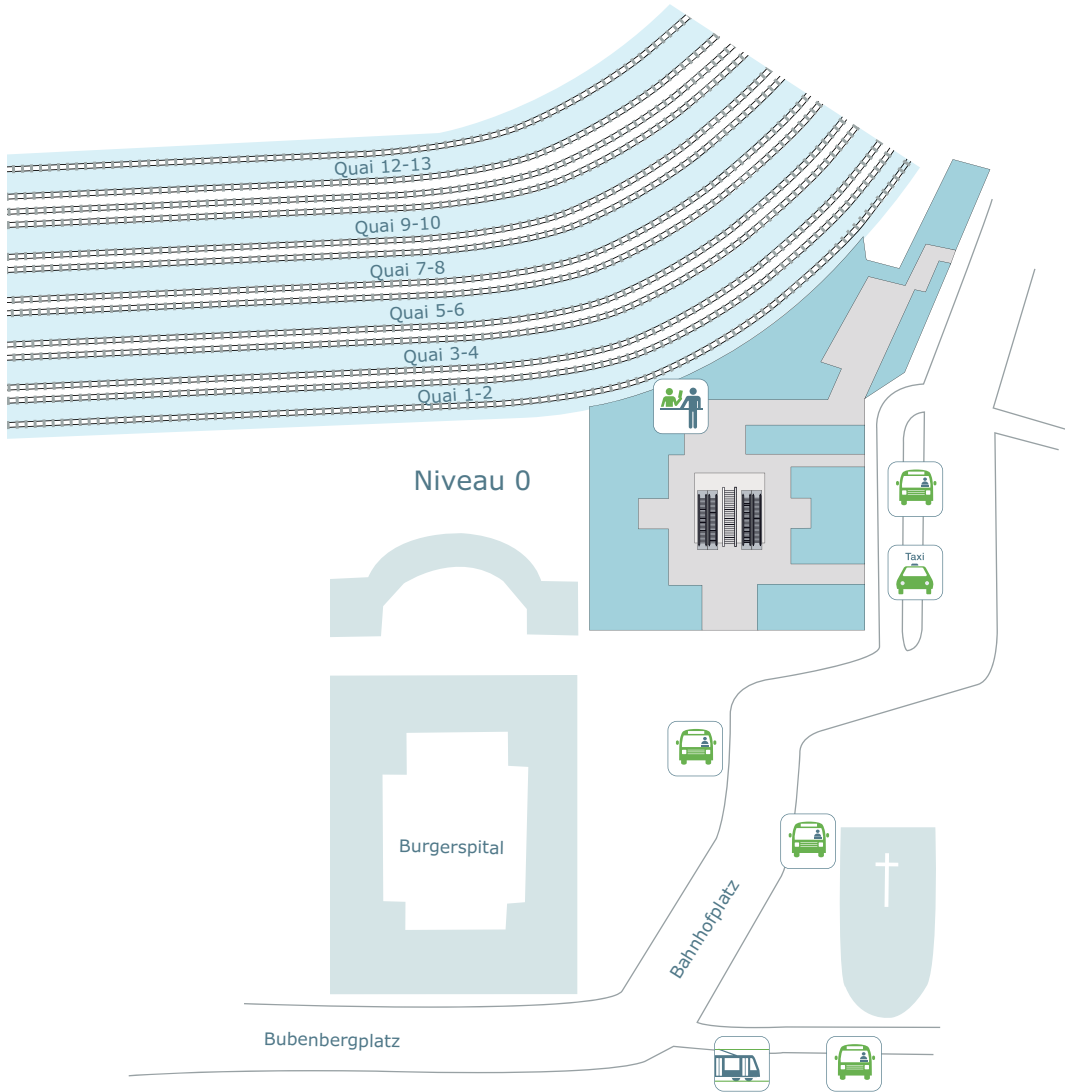 Quai 12-13
Quai 9-10
Quai 7-8
Quai 5-6
Quai 3-4
Quai 1-2
Niveau 0
Taxi
Burgerspital
Bahnhofplatz
Bubenbergplatz